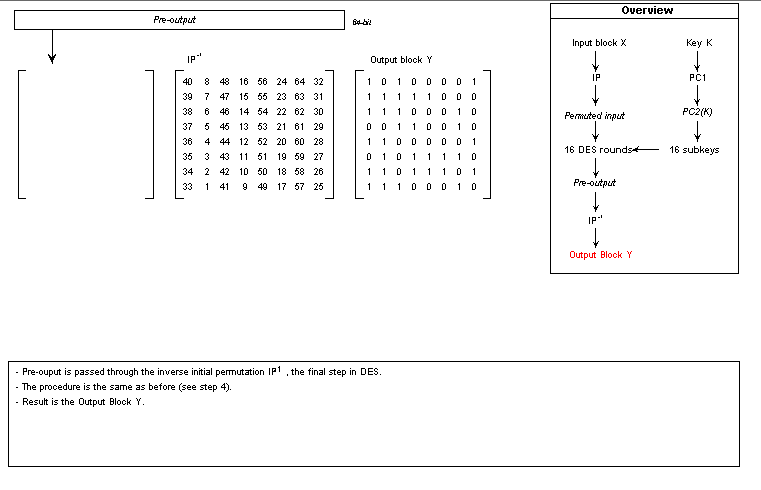 Pre-output
64-bit
IP⁻¹
Output block Y
40 8 48 16 56 24 64 32
39 7 47 15 55 23 63 31
38 6 46 14 54 22 62 30
37 5 45 13 53 21 61 29
36 4 44 12 52 20 60 28
35 3 43 11 51 19 59 27
34 2 42 10 50 18 58 26
33 1 41 9 49 17 57 25
1 0 1 0 0 0 0 1
1 1 1 1 1 0 0 0
1 1 1 0 0 0 1 0
0 0 1 1 0 0 1 0
1 1 0 0 0 0 0 1
0 1 0 1 1 1 1 0
1 1 0 1 1 1 0 1
1 1 1 0 0 0 1 0
Overview
Input block X
Key K
IP
PC1
Permuted input
PC2(K)
16 DES rounds
16 subkeys
Pre-output
IP⁻¹
Output Block Y
- Pre-ouput is passed through the inverse initial permutation IP¹ , the final step in DES.
- The procedure is the same as before (see step 4).
- Result is the Output Block Y.